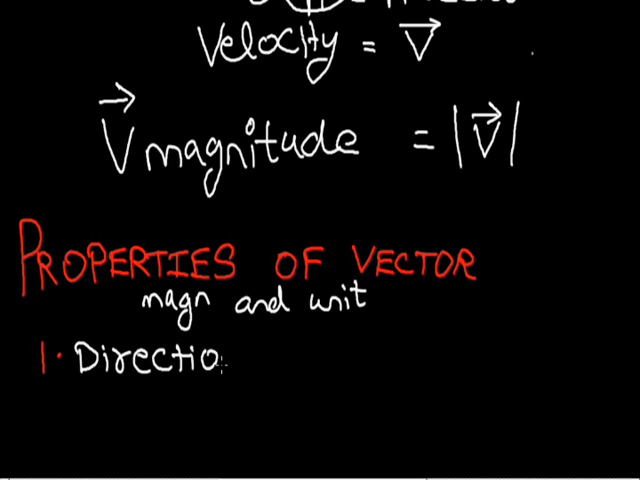 Velocity = V
V magnitude = |V|
PROPERTIES OF VECTOR
magn and unit
1. Directio